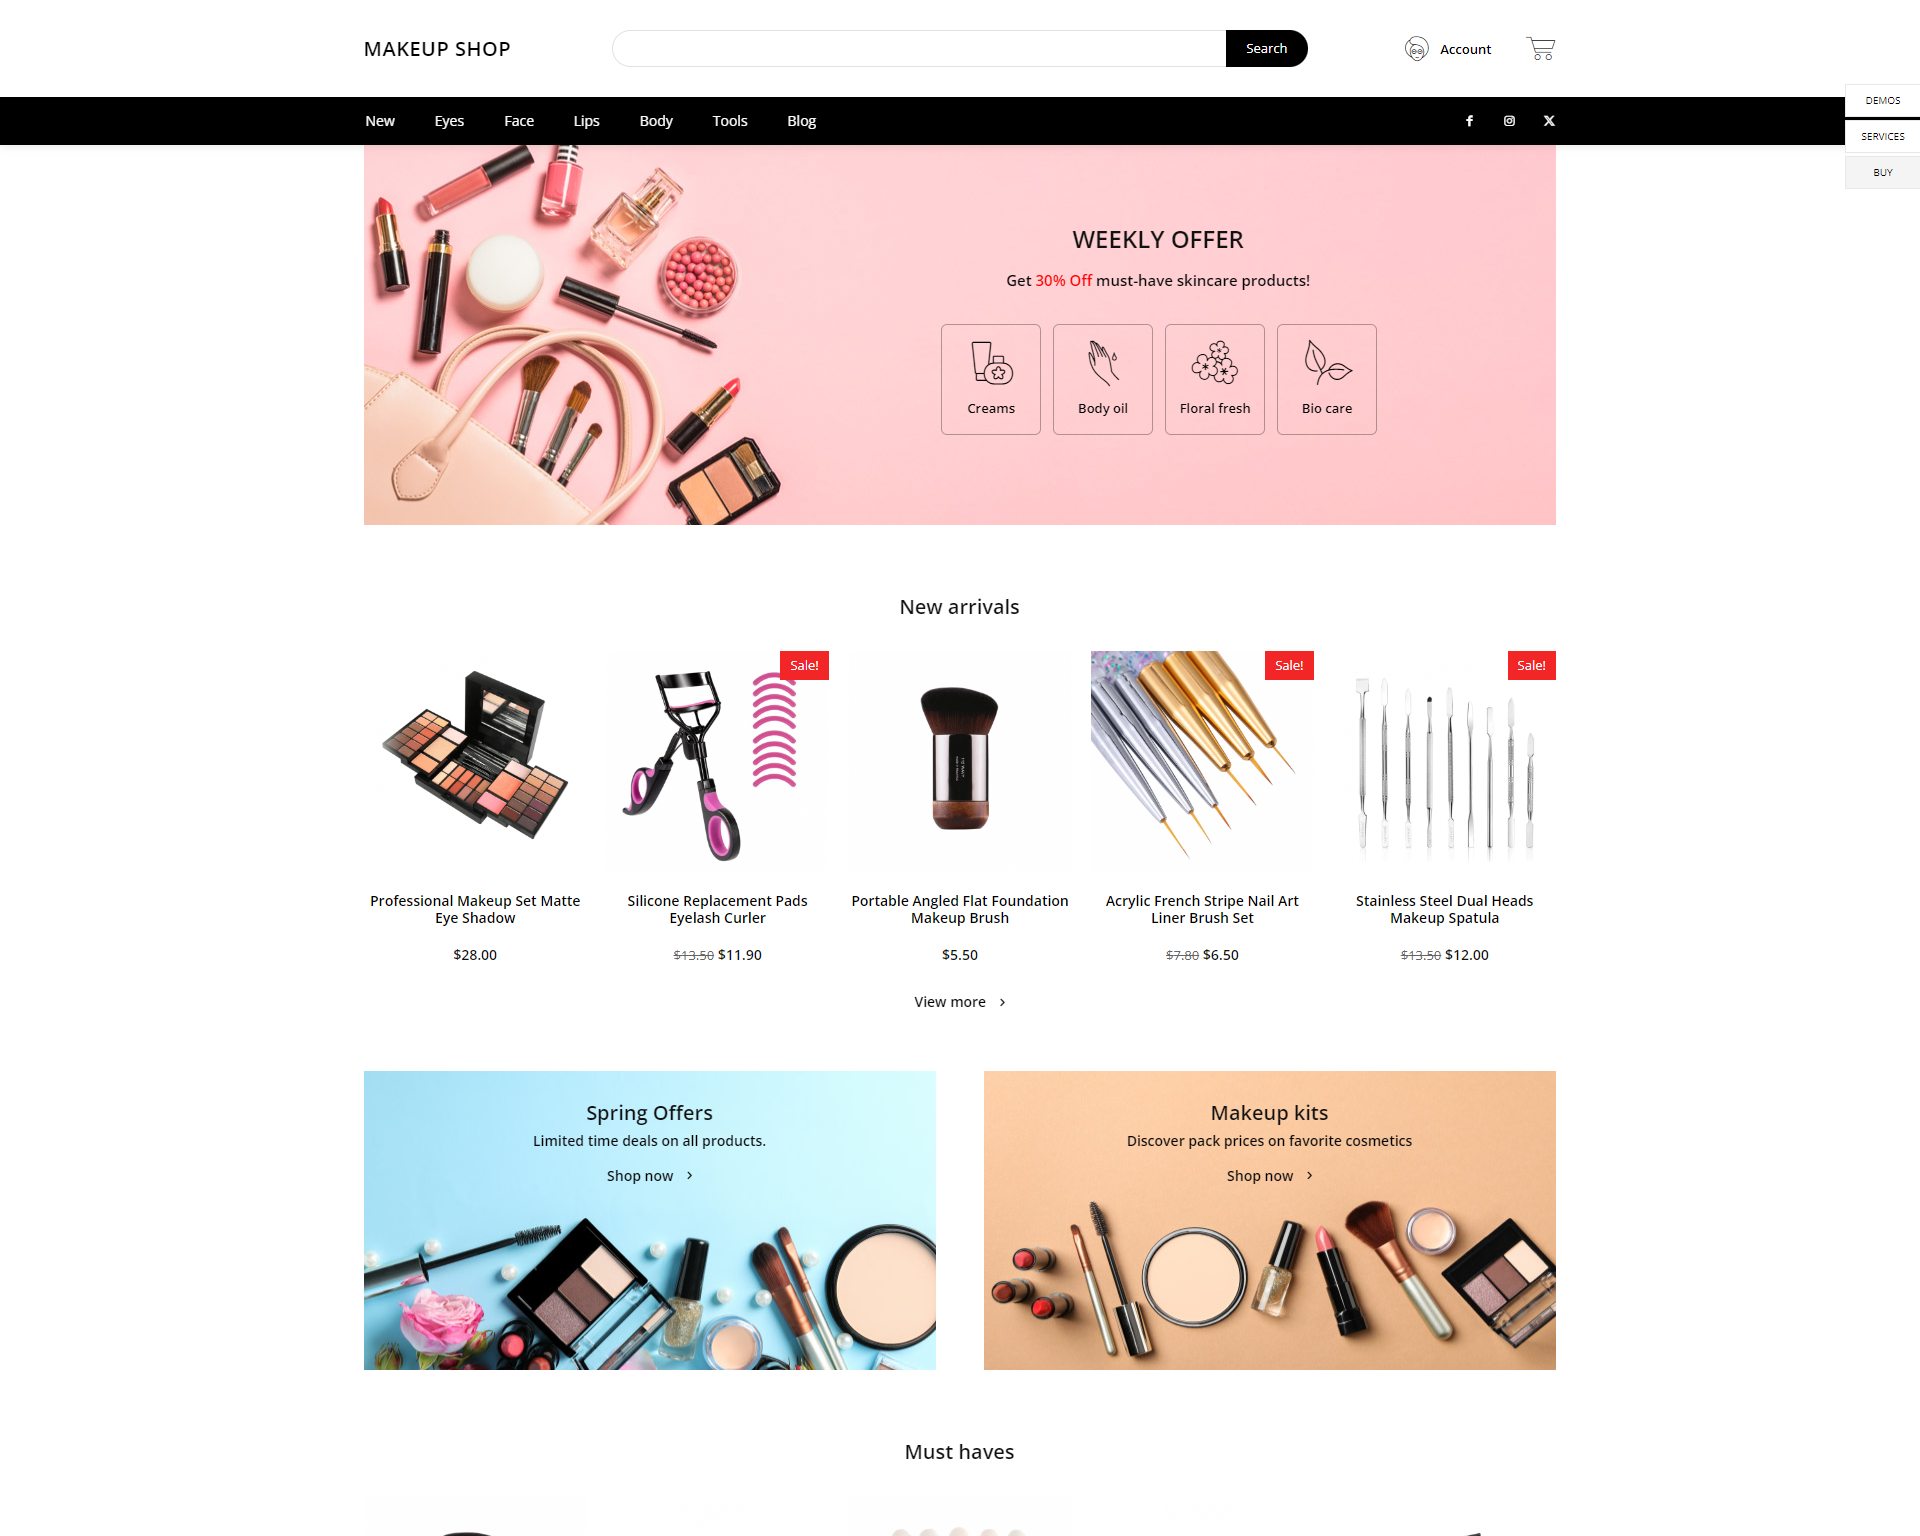 MAKEUP SHOP
Search
Account
New Eyes Face Lips Body Tools Blog
DEMOS
SERVICES
BUY
WEEKLY OFFER
Get 30% Off must-have skincare products!
Creams Body oil Floral fresh Bio care
New arrivals
Sale! Sale! Sale!
Professional Makeup Set Matte
Eye Shadow
$28.00
Silicone Replacement Pads
Eyelash Curler
$13.50 $11.90
Portable Angled Flat Foundation
Makeup Brush
$5.50
Acrylic French Stripe Nail Art
Liner Brush Set
$7.80 $6.50
Stainless Steel Dual Heads
Makeup Spatula
$13.50 $12.00
View more
Spring Offers
Limited time deals on all products.
Shop now
Makeup kits
Discover pack prices on favorite cosmetics
Shop now
Must haves